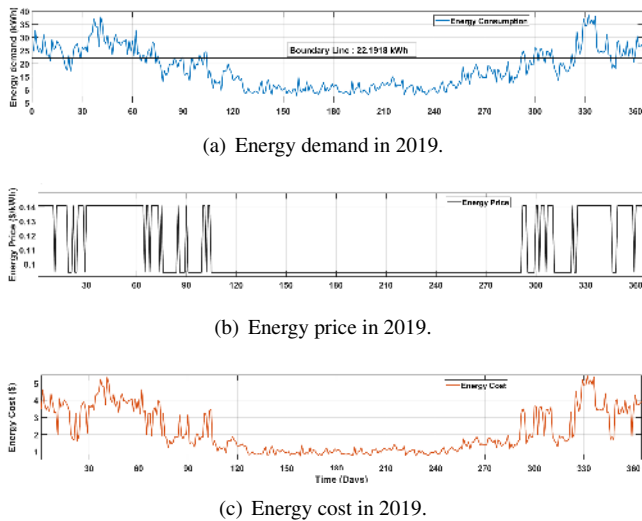 Energy demand (kWh)
40
35
30
25
20
15
10
5
Energy Consumption
Boundary Line : 22.1918 kWh
0 30 60 90 120 150 180 210 240 270 300 330 360
(a) Energy demand in 2019.
Energy Price ($/kWh)
0.14
0.13
0.12
0.11
0.1
Energy Price
30 60 90 120 150 180 210 240 270 300 330 360
(b) Energy price in 2019.
Energy Cost ($)
5
4
3
2
1
Energy Cost
30 60 90 120 150 180 210 240 270 300 330 360
Time (Days)
(c) Energy cost in 2019.